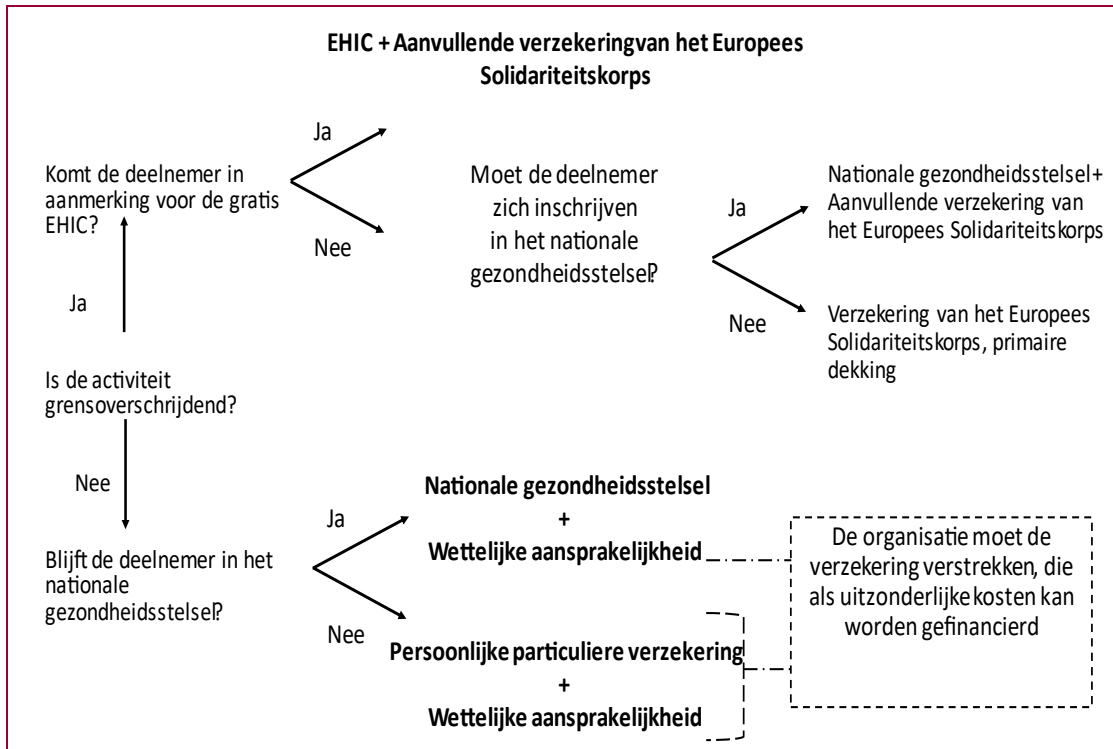 EHIC + Aanvullende verzekeringvan het Europees
Solidariteitskorps
Ja
Komt de deelnemer in
aanmerking voor de gratis
EHIC?
Nee
Moet de deelnemer
zich inschrijven
in het nationale
gezondheidsstelsel?
Ja
Nationale gezondheidsstelsel+
Aanvullende verzekering van
het Europees Solidariteitskorps
Nee
Verzekering van het Europees
Solidariteitskorps, primaire
dekking
Ja
Is de activiteit
grensoverschrijdend?
Nee
Blijft de deelnemer in het
nationale
gezondheidsstelsel?
Ja
Nationale gezondheidsstelsel
+
Wettelijke aansprakelijkheid
Nee
Persoonlijke particuliere verzekering
+
Wettelijke aansprakelijkheid
De organisatie moet de
verzekering verstrekken, die
als uitzonderlijke kosten kan
worden gefinancierd